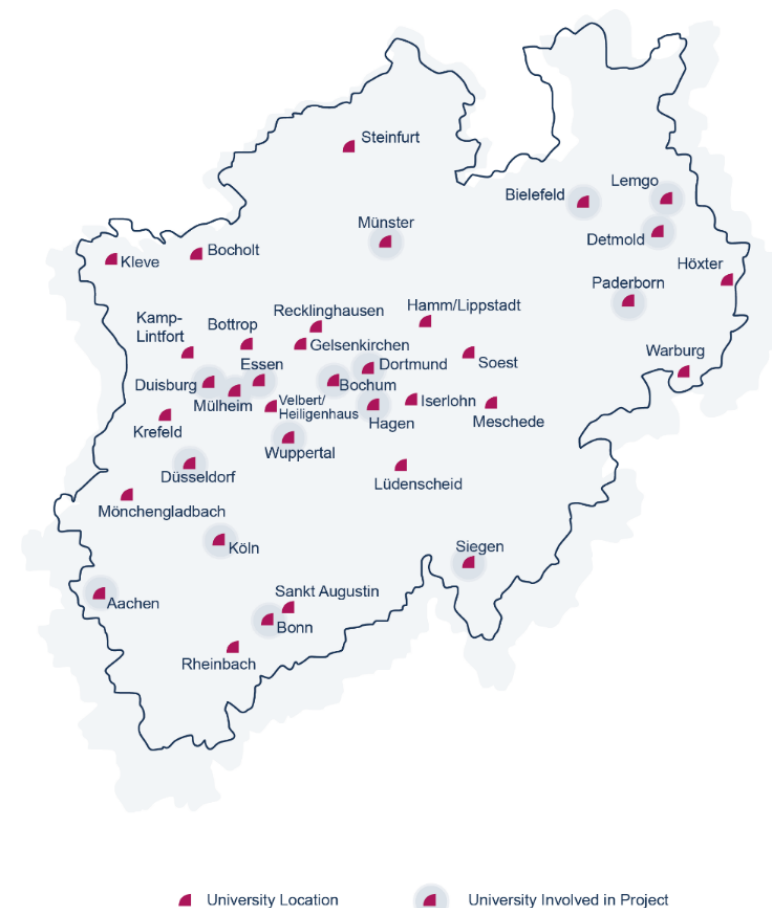 Steinfurt
Lemgo
Bielefeld
Münster
Detmold
Bocholt
Kleve
Höxter
Paderborn
Recklinghausen
Hamm/Lippstadt
Kamp-
Lintfort
Bottrop
Gelsenkirchen
Warburg
Essen
Dortmund
Soest
Duisburg
Bochum
Mülheim
Velbert/
Heiligenhaus
Iserlohn
Hagen
Meschede
Krefeld
Wuppertal
Düsseldorf
Lüdenscheid
Mönchengladbach
Köln
Siegen
Sankt Augustin
Aachen
Bonn
Rheinbach
University Location
University Involved in Project